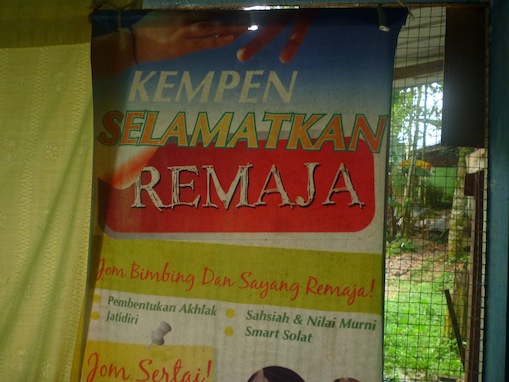 KEMPEN
SELAMATKAN
REMAJA
Jom Bimbing Dan Sayang Remaja!
Pembentukan Akhlak
Jatidiri
Sahsiah & Nilai Murni
Smart Solat
Jom Sertai!